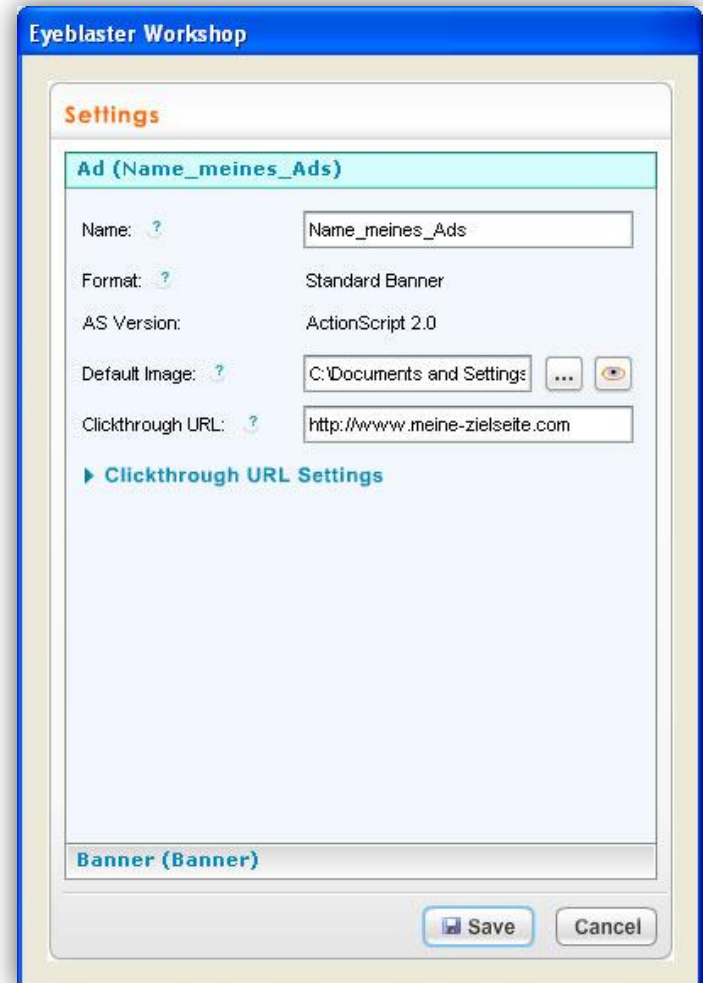 Eyeblaster Workshop
Settings
Ad (Name_meines_Ads)
Name: ? Name_meines_Ads
Format: ? Standard Banner
AS Version: ActionScript 2.0
Default Image: ? C:\Documents and Settings ...
Clickthrough URL: ? http://www.meine-zielseite.com
Clickthrough URL Settings
Banner (Banner)
Save Cancel